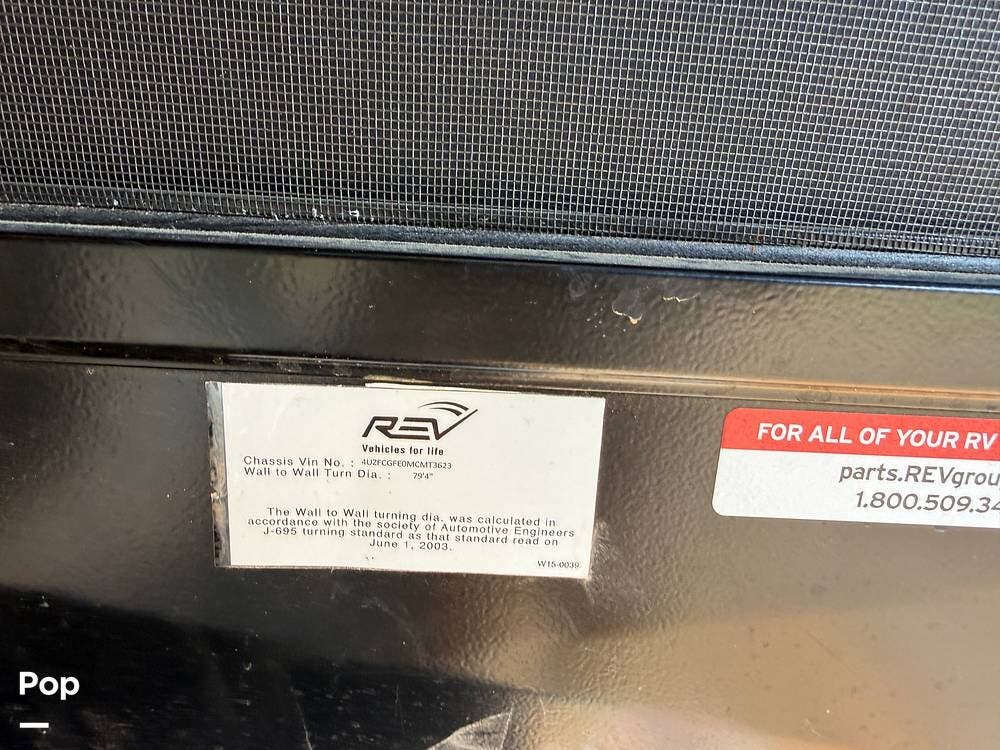 REV
Vehicles for life
Chassis Vin No. : 4UZFCGFE0MCMT3623
Wall to Wall Turn Dia. : 79'4"
The Wall to Wall turning dia. was calculated in
accordance with the society of Automotive Engineers
J-695 turning standard as that standard read on
June 1, 2003.
W15-0039
FOR ALL OF YOUR RV
parts.REVgrou
1.800.509.34
Pop